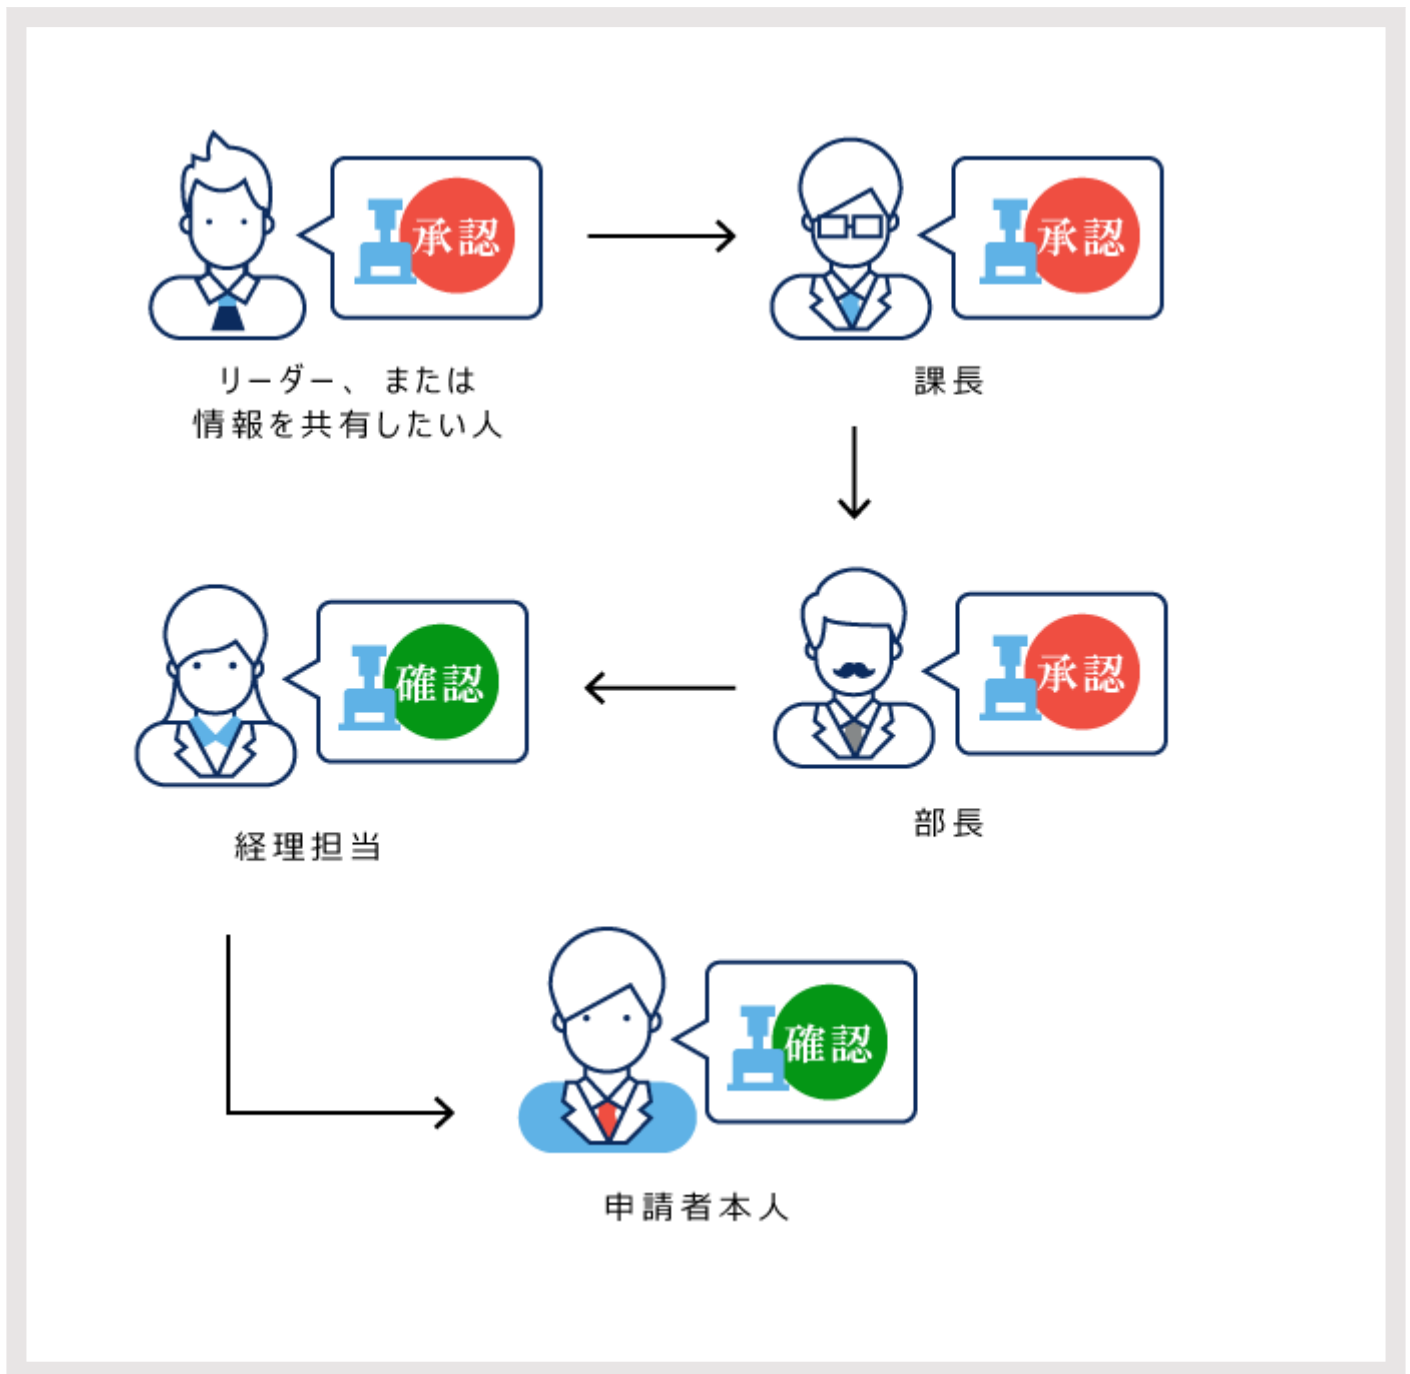 承認
承認
リーダー、または
情報を共有したい人
課長
確認
承認
経理担当
部長
確認
申請者本人